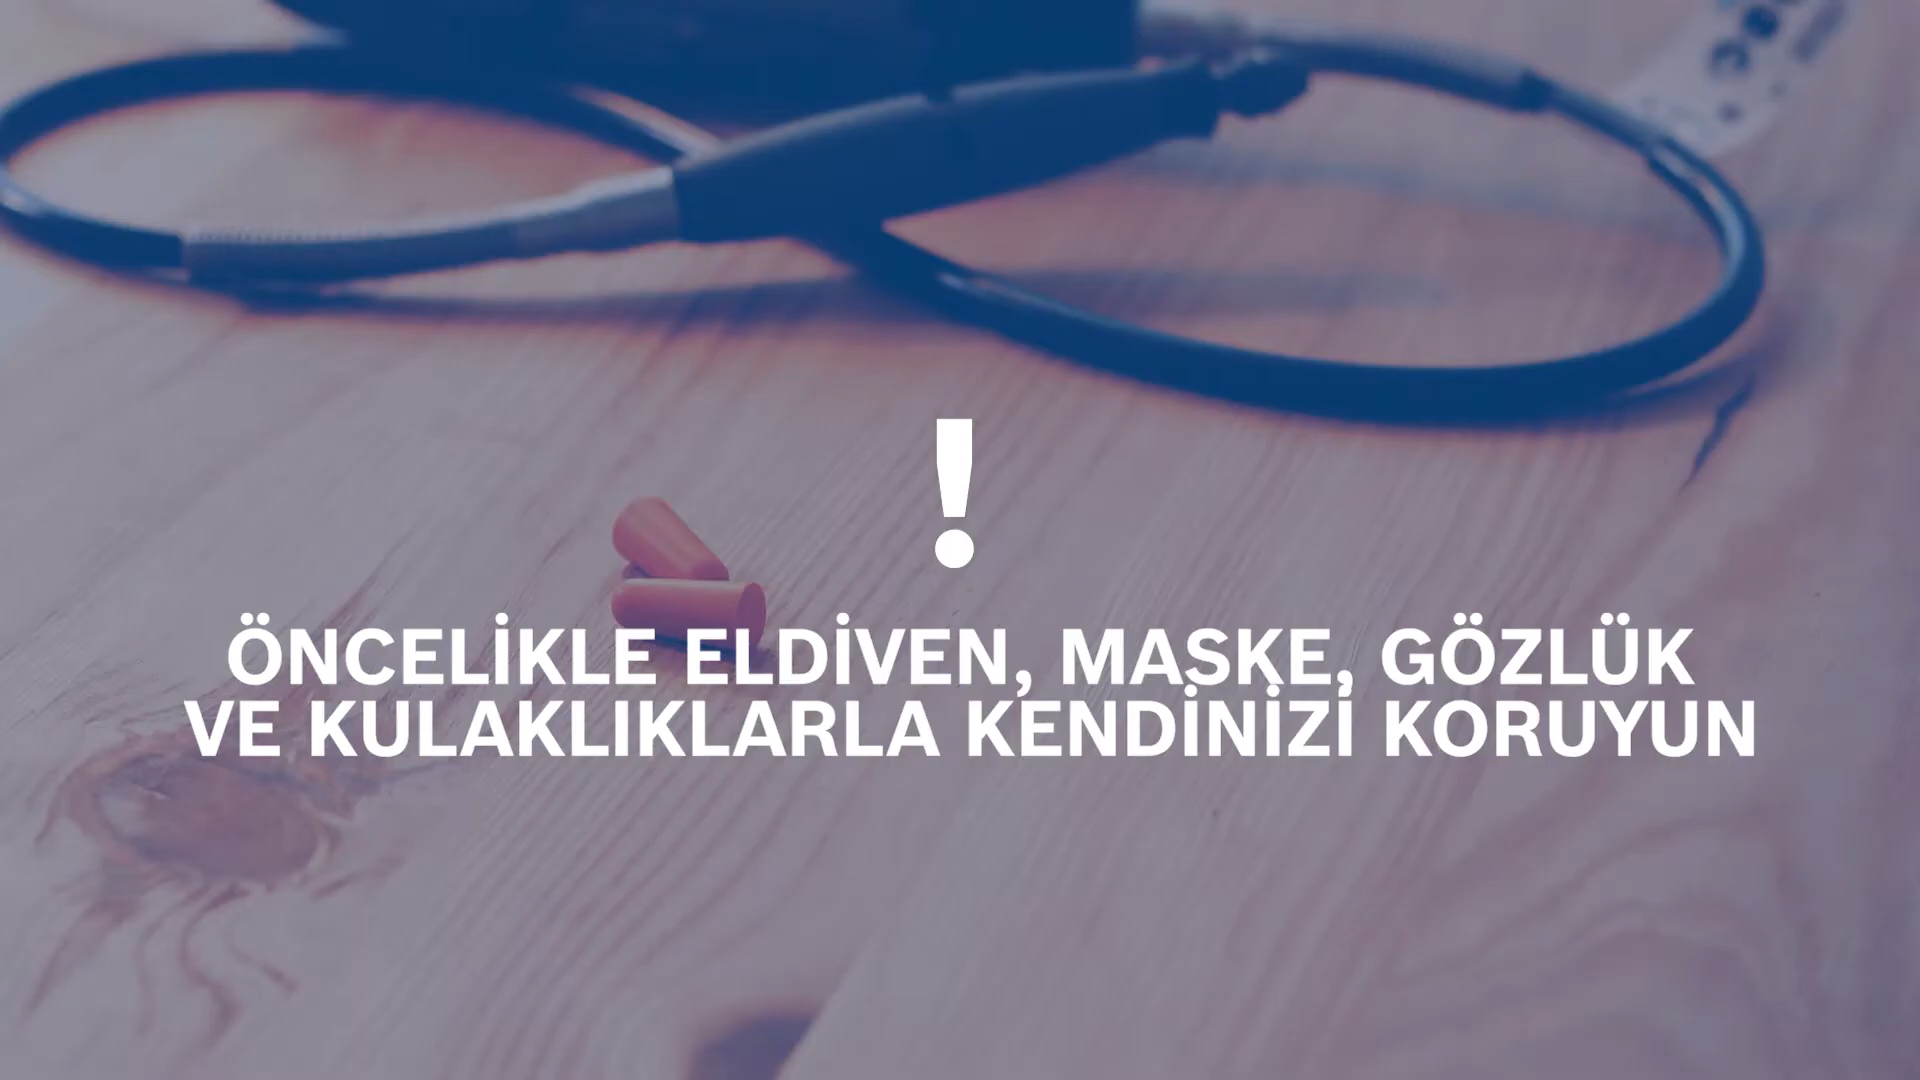 !
ÖNCELİKLE ELDİVEN, MASKE, GÖZLÜK
VE KULAKLIKLARLA KENDİNİZİ KORUYUN